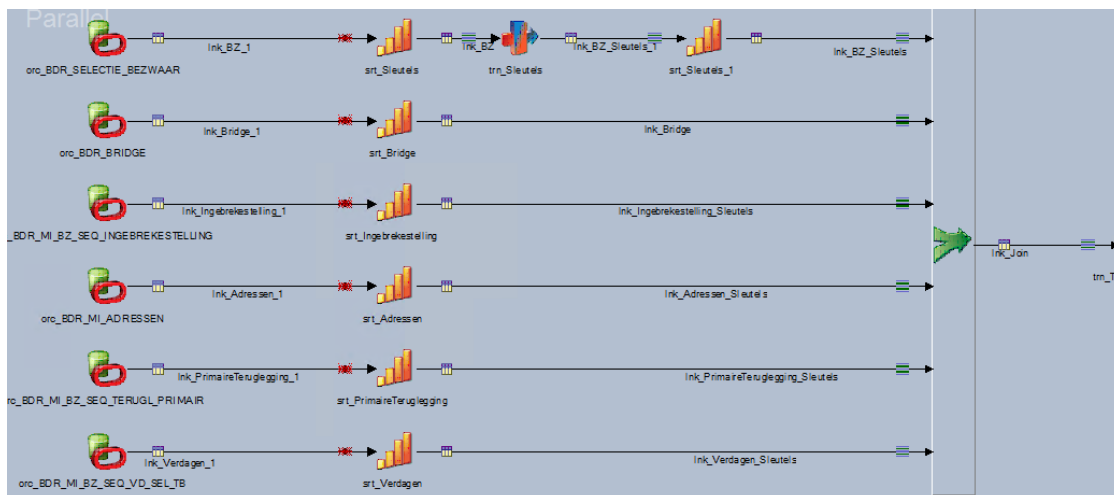 Parallel
lnk_BZ_1
lnk_BZ
lnk_BZ_Sleutels_1
lnk_BZ_Sleutels
orc_BDR_SELECTIE_BEZWAAR
srt_Sleutels
trn_Sleutels
srt_Sleutels_1
lnk_Bridge_1
lnk_Bridge
orc_BDR_BRIDGE
srt_Bridge
lnk_Ingebrekestelling_1
lnk_Ingebrekestelling_Sleutels
_BDR_MI_BZ_SEQ_INGEBREKESTELLING
srt_Ingebrekestelling
lnk_Join
trn_T
lnk_Adressen_1
lnk_Adressen_Sleutels
orc_BDR_MI_ADRESSEN
srt_Adressen
lnk_PrimaireTeruglegging_1
lnk_PrimaireTeruglegging_Sleutels
rc_BDR_MI_BZ_SEQ_TERUGL_PRIMAIR
srt_PrimaireTeruglegging
lnk_Verdagen_1
lnk_Verdagen_Sleutels
orc_BDR_MI_BZ_SEQ_VD_SEL_TB
srt_Verdagen